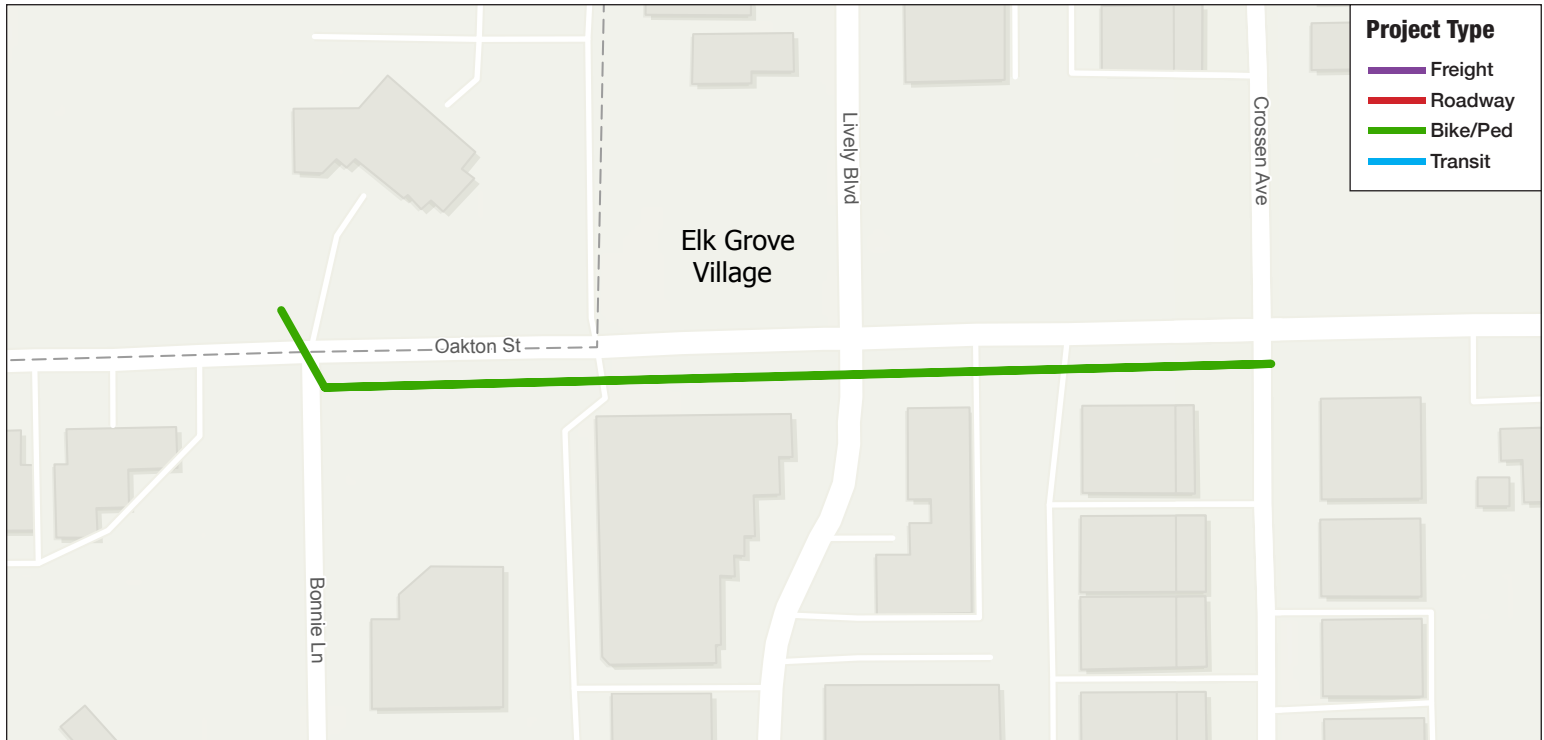 Project Type
Freight
Roadway
Bike/Ped
Transit
Lively Blvd
Crossen Ave
Elk Grove
Village
Oakton St
Bonnie Ln